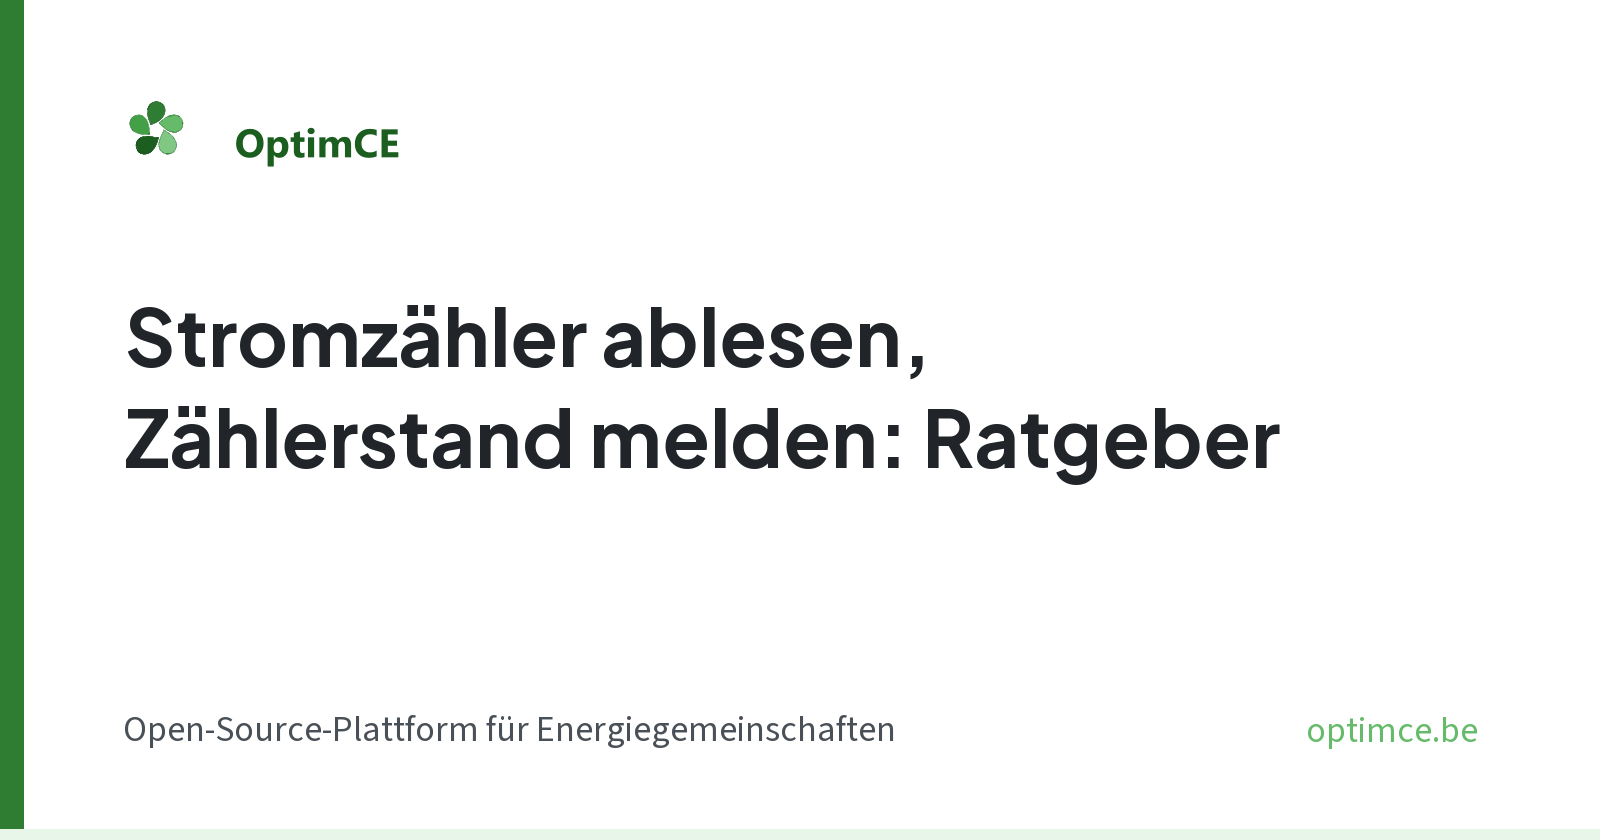 OptimCE
Stromzähler ablesen,
Zählerstand melden: Ratgeber
Open-Source-Plattform für Energiegemeinschaften
optimce.be